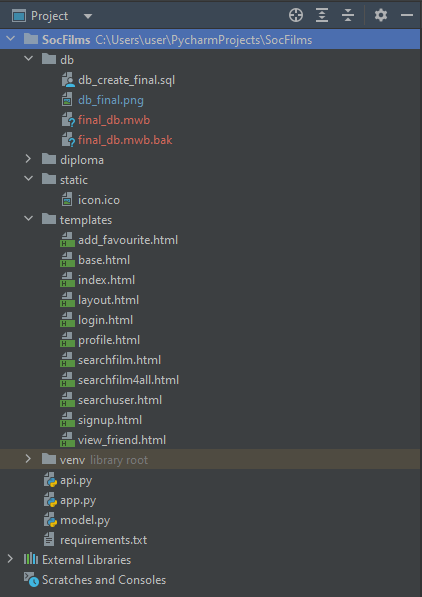 Project
SocFilms C:\Users\user\PycharmProjects\SocFilms
db
db_create_final.sql
db_final.png
final_db.mwb
final_db.mwb.bak
diploma
static
icon.ico
templates
add_favourite.html
base.html
index.html
layout.html
login.html
profile.html
searchfilm.html
searchfilm4all.html
searchuser.html
signup.html
view_friend.html
venv library root
api.py
app.py
model.py
requirements.txt
External Libraries
Scratches and Consoles